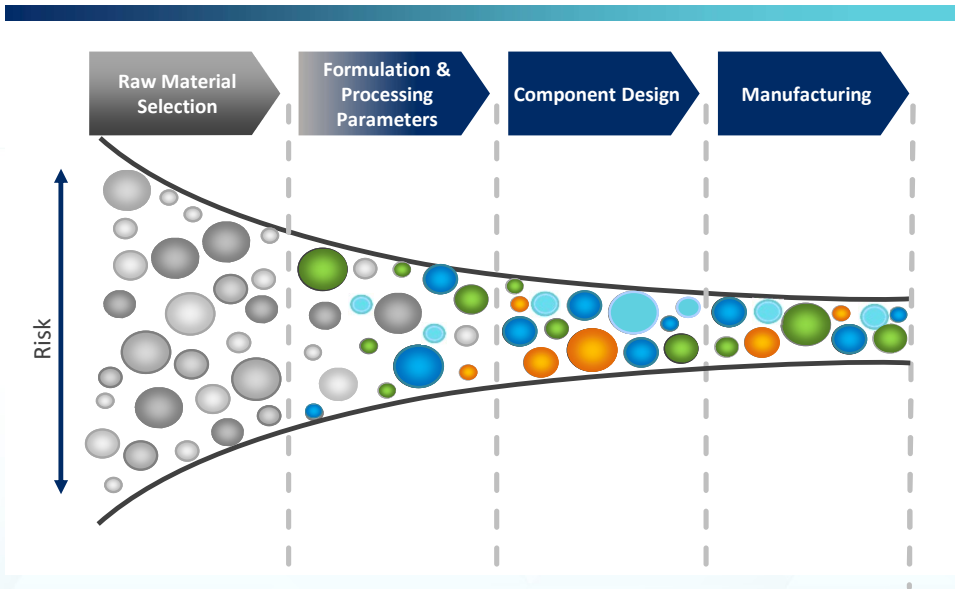 Raw Material
Selection
Formulation &
Processing
Parameters
Component Design
Manufacturing
Risk